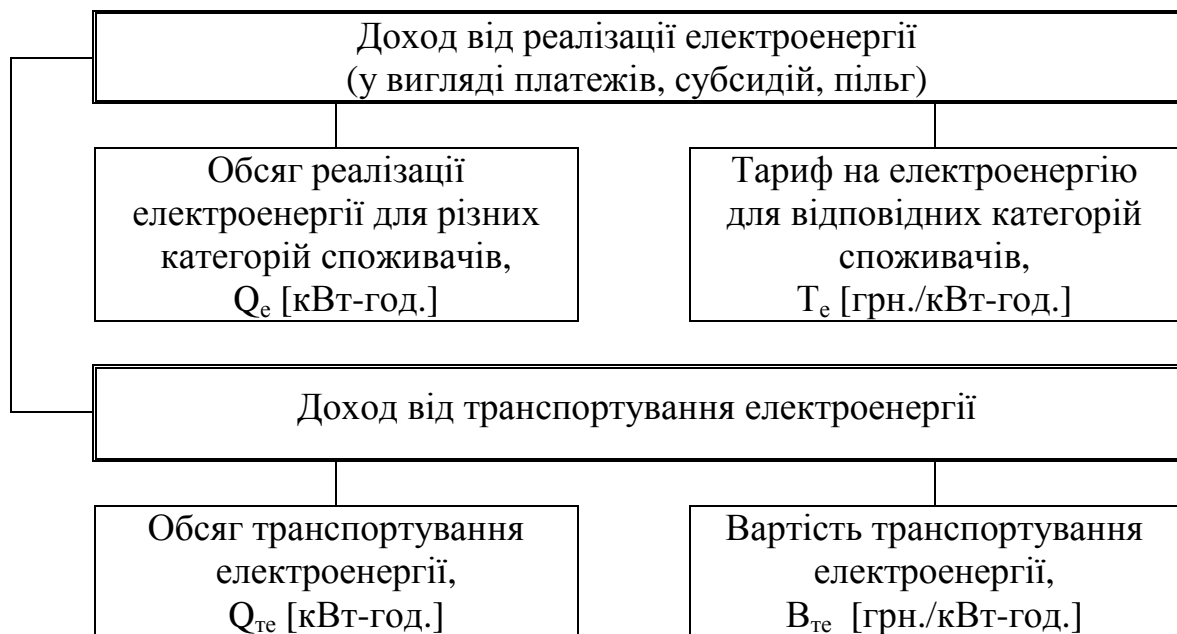 Доход від реалізації електроенергії
(у вигляді платежів, субсидій, пільг)
Обсяг реалізації
електроенергії для різних
категорій споживачів,
Qе [кВт-год.]
Тариф на електроенергію
для відповідних категорій
споживачів,
Tе [грн./кВт-год.]
Доход від транспортування електроенергії
Обсяг транспортування
електроенергії,
Qте [кВт-год.]
Вартість транспортування
електроенергії,
Вте [грн./кВт-год.]